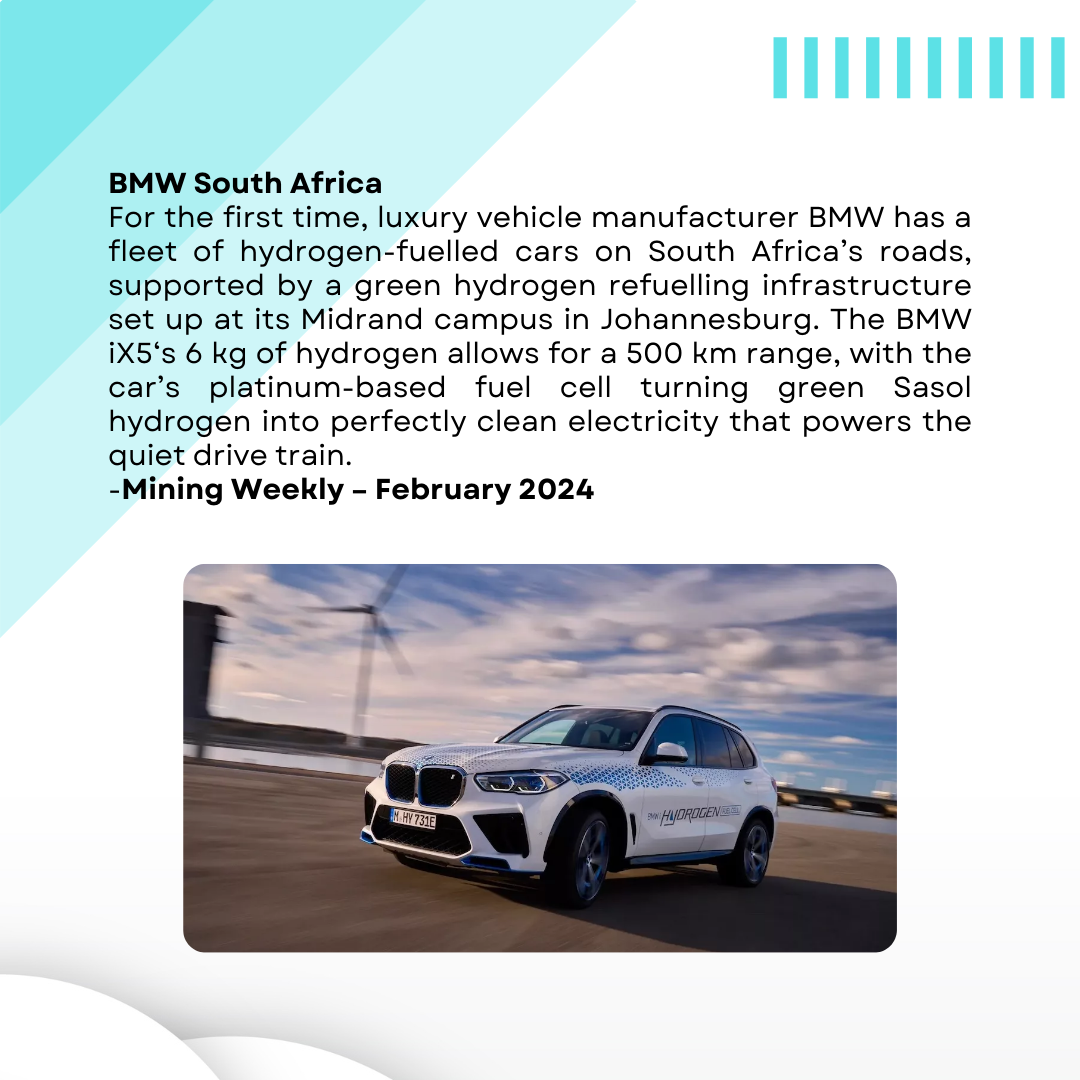 BMW South Africa
For the first time, luxury vehicle manufacturer BMW has a
fleet of hydrogen-fuelled cars on South Africa’s roads,
supported by a green hydrogen refuelling infrastructure
set up at its Midrand campus in Johannesburg. The BMW
iX5‘s 6 kg of hydrogen allows for a 500 km range, with the
car’s platinum-based fuel cell turning green Sasol
hydrogen into perfectly clean electricity that powers the
quiet drive train.
-Mining Weekly – February 2024
BMW HYDROGEN FUEL CELL
M HY 731E